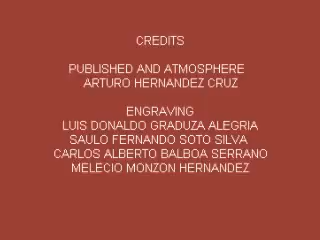 CREDITS
PUBLISHED AND ATMOSPHERE
ARTURO HERNANDEZ CRUZ
ENGRAVING
LUIS DONALDO GRADUZA ALEGRIA
SAULO FERNANDO SOTO SILVA
CARLOS ALBERTO BALBOA SERRANO
MELECIO MONZON HERNANDEZ